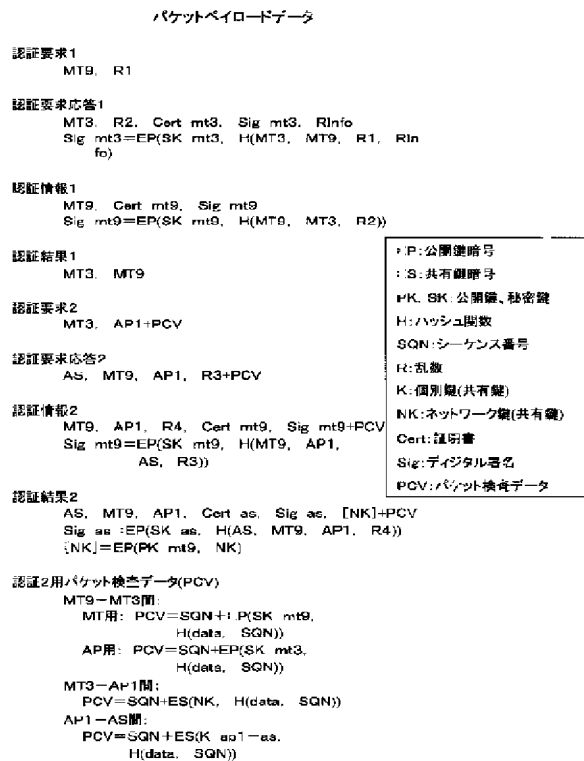 パケットペイロードデータ
認証要求1
MT9, R1
認証要求応答1
MT3, R2, Cert mt3, Sig mt3, RInfo
Sig mt3=EP(SK mt3, H(MT3, MT9, R1, RIn
fo)
認証情報1
MT9, Cert mt9, Sig mt9
Sig mt9=EP(SK mt9, H(MT9, MT3, R2))
認証結果1
MT3, MT9
認証要求2
MT3, AP1+PCV
認証要求応答2
AS, MT9, AP1, R3+PCV
認証情報2
MT9, AP1, R4, Cert mt9, Sig mt9+PCV
Sig mt9=EP(SK mt9, H(MT9, AP1,
AS, R3))
認証結果2
AS, MT9, AP1, Cert as, Sig as, [NK]+PCV
Sig as=EP(SK as, H(AS, MT9, AP1, R4))
[NK]=EP(PK mt9, NK)
認証2用パケット検査データ(PCV)
MT9-MT3間:
MT用: PCV=SQN+EP(SK mt9,
H(data, SQN))
AP用: PCV=SQN+EP(SK mt3,
H(data, SQN))
MT3-AP1間:
PCV=SQN+ES(NK, H(data, SQN))
AP1-AS間:
PCV=SQN+ES(K ap1-as,
H(data, SQN))
EP:公開鍵暗号
ES:共有鍵暗号
PK, SK:公開鍵、秘密鍵
H:ハッシュ関数
SQN:シーケンス番号
R:乱数
K:個別鍵(共有鍵)
NK:ネットワーク鍵(共有鍵)
Cert:証明書
Sig:ディジタル署名
PCV:パケット検査データ